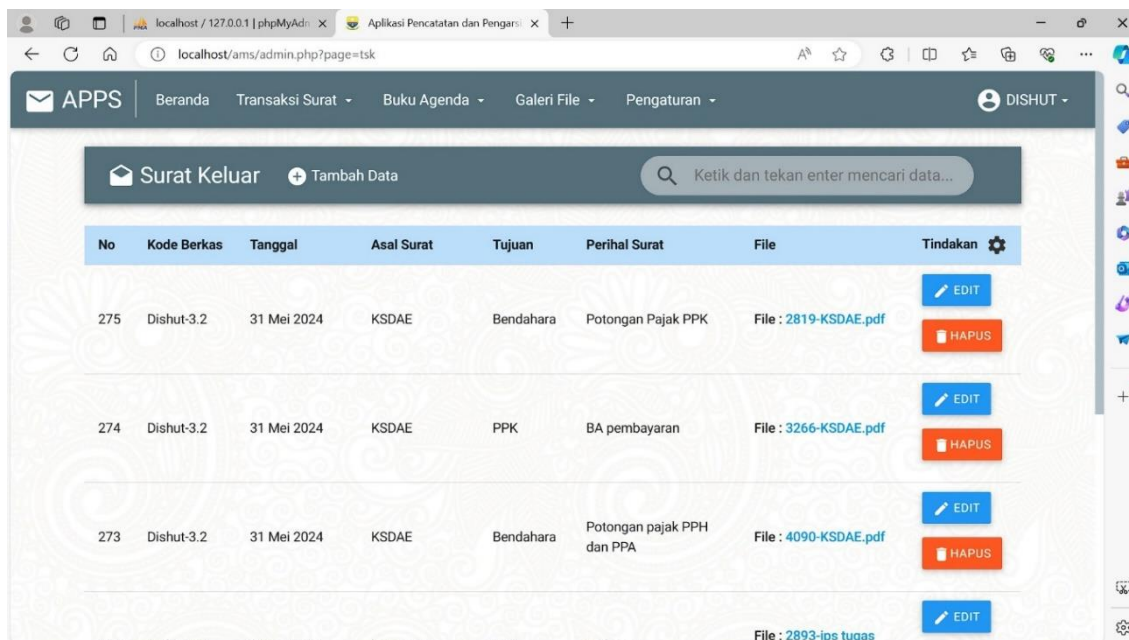 localhost / 127.0.0.1 | phpMyAdn
Aplikasi Pencatatan dan Pengarsi
localhost/ams/admin.php?page=tsk
APPS Beranda Transaksi Surat Buku Agenda Galeri File Pengaturan DISHUT
Surat Keluar Tambah Data Ketik dan tekan enter mencari data...
No Kode Berkas Tanggal Asal Surat Tujuan Perihal Surat File Tindakan
275 Dishut-3.2 31 Mei 2024 KSDAE Bendahara Potongan Pajak PPK File : 2819-KSDAE.pdf EDIT
HAPUS
274 Dishut-3.2 31 Mei 2024 KSDAE PPK BA pembayaran File : 3266-KSDAE.pdf EDIT
HAPUS
273 Dishut-3.2 31 Mei 2024 KSDAE Bendahara Potongan pajak PPH File : 4090-KSDAE.pdf EDIT
dan PPA HAPUS
File : 2893-ips tugas EDIT